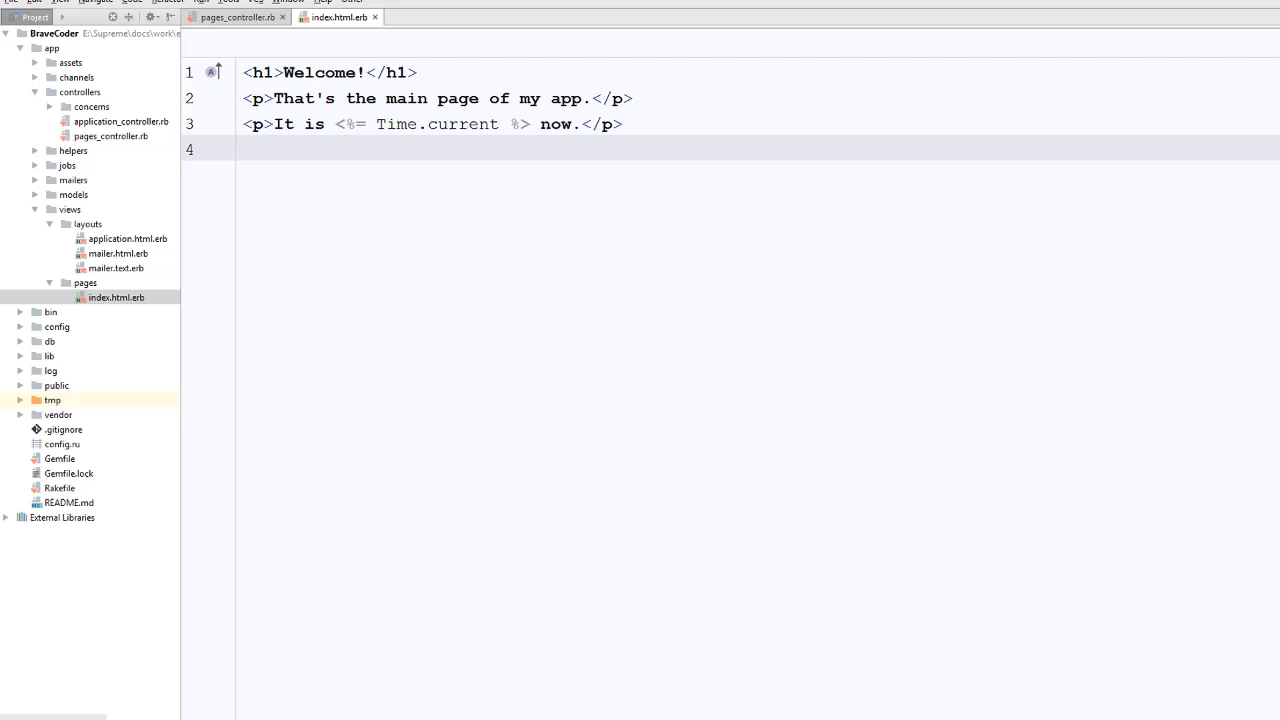 Project
pages_controller.rb
index.html.erb
BraveCoder E:\Supreme\docs\work\e
app
assets
channels
controllers
concerns
application_controller.rb
pages_controller.rb
helpers
jobs
mailers
models
views
layouts
application.html.erb
mailer.html.erb
mailer.text.erb
pages
index.html.erb
bin
config
db
lib
log
public
tmp
vendor
.gitignore
config.ru
Gemfile
Gemfile.lock
Rakefile
README.md
External Libraries
1 <h1>Welcome!</h1>
2 <p>That's the main page of my app.</p>
3 <p>It is <%= Time.current %> now.</p>
4